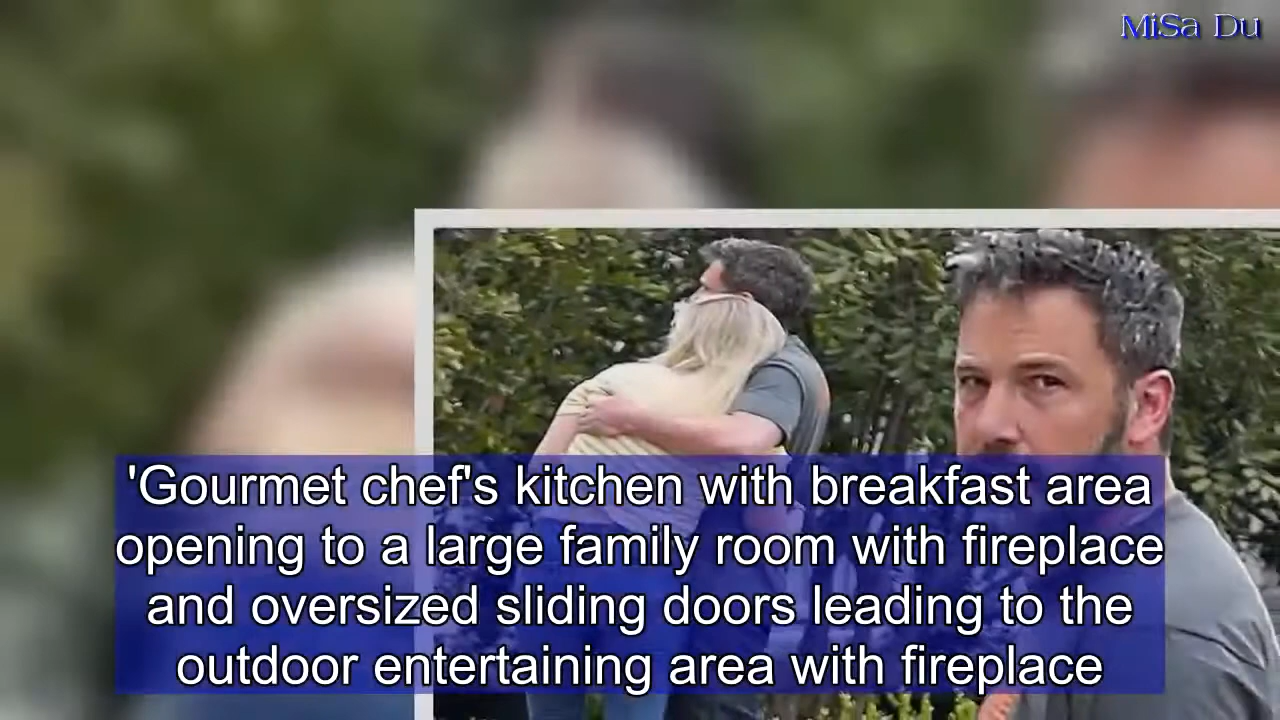 MiSa Du
'Gourmet chef's kitchen with breakfast area
opening to a large family room with fireplace
and oversized sliding doors leading to the
outdoor entertaining area with fireplace